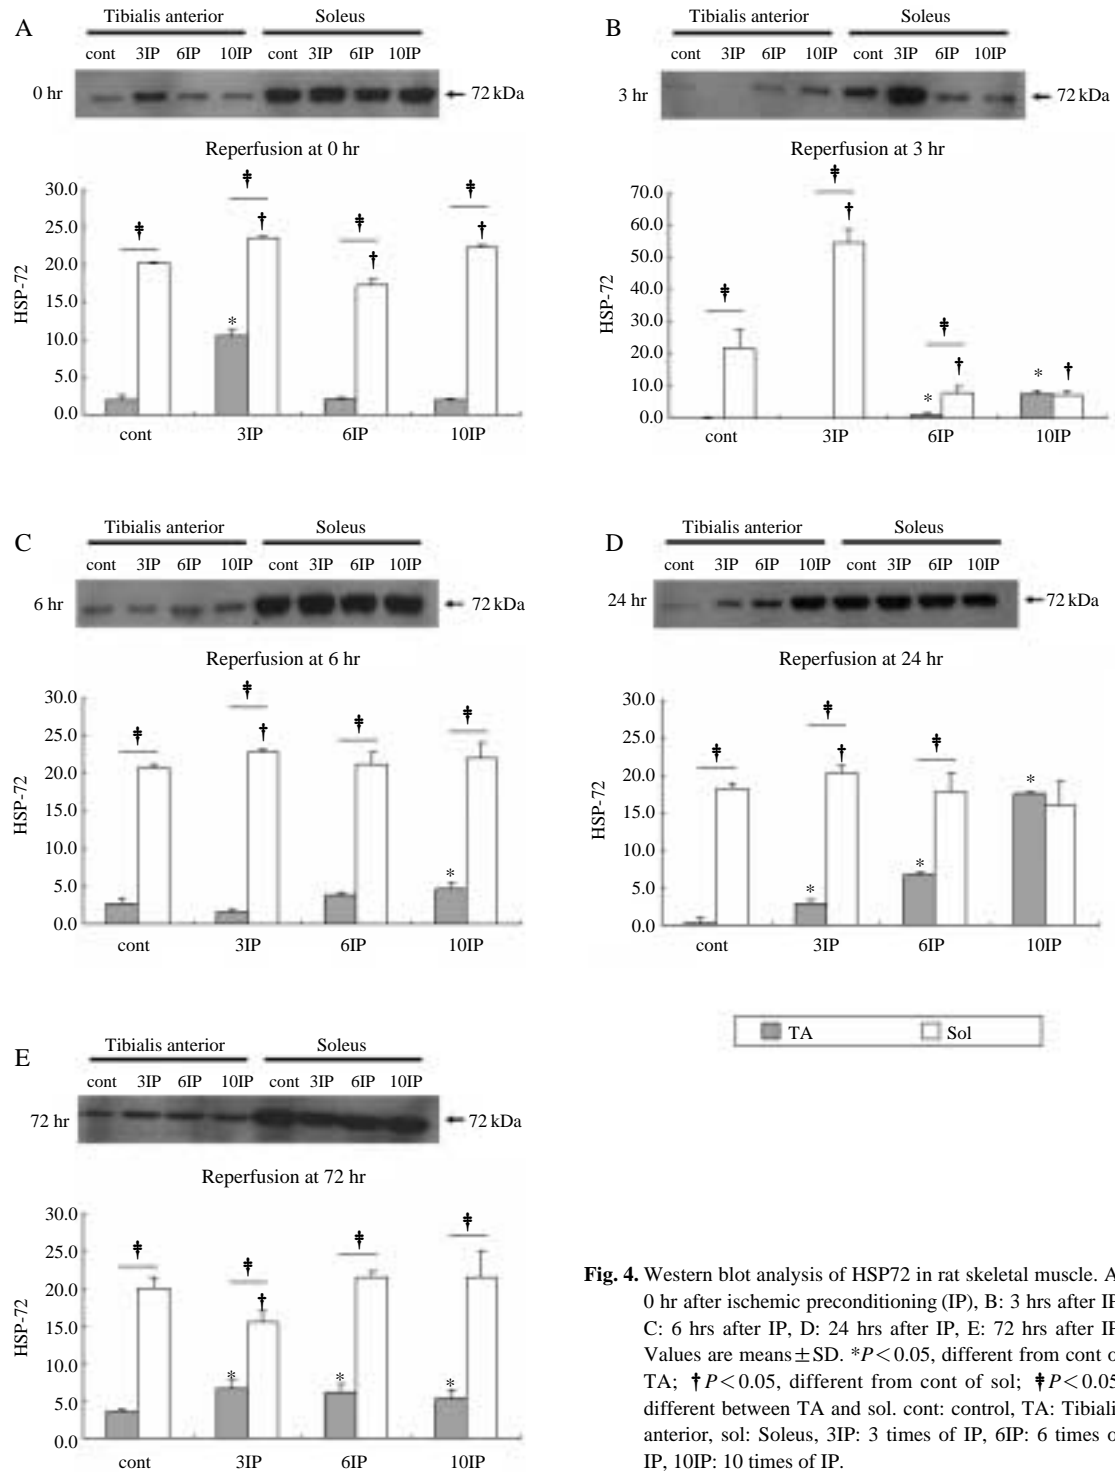 A
Tibialis anterior Soleus
cont 3IP 6IP 10IP cont 3IP 6IP 10IP
0 hr 72 kDa
Reperfusion at 0 hr
HSP-72
30.0
25.0
20.0
15.0
10.0
5.0
0.0
‡ ‡ † ‡ † ‡ †
*
cont 3IP 6IP 10IP
B
Tibialis anterior Soleus
cont 3IP 6IP 10IP cont 3IP 6IP 10IP
3 hr 72 kDa
Reperfusion at 3 hr
HSP-72
70.0
60.0
50.0
40.0
30.0
20.0
10.0
0.0
‡ ‡ † ‡ † †
* *
cont 3IP 6IP 10IP
C
Tibialis anterior Soleus
cont 3IP 6IP 10IP cont 3IP 6IP 10IP
6 hr 72 kDa
Reperfusion at 6 hr
HSP-72
30.0
25.0
20.0
15.0
10.0
5.0
0.0
‡ ‡ † ‡ ‡
*
cont 3IP 6IP 10IP
D
Tibialis anterior Soleus
cont 3IP 6IP 10IP cont 3IP 6IP 10IP
24 hr 72 kDa
Reperfusion at 24 hr
HSP-72
30.0
25.0
20.0
15.0
10.0
5.0
0.0
‡ ‡ † ‡
* * *
cont 3IP 6IP 10IP
TA Sol
E
Tibialis anterior Soleus
cont 3IP 6IP 10IP cont 3IP 6IP 10IP
72 hr 72 kDa
Reperfusion at 72 hr
HSP-72
30.0
25.0
20.0
15.0
10.0
5.0
0.0
‡ ‡ † ‡ ‡
* * *
cont 3IP 6IP 10IP
Fig. 4. Western blot analysis of HSP72 in rat skeletal muscle. A
0 hr after ischemic preconditioning (IP), B: 3 hrs after IP
C: 6 hrs after IP, D: 24 hrs after IP, E: 72 hrs after IP
Values are means±SD. *P<0.05, different from cont o
TA; †P<0.05, different from cont of sol; ‡P<0.05
different between TA and sol. cont: control, TA: Tibiali
anterior, sol: Soleus, 3IP: 3 times of IP, 6IP: 6 times o
IP, 10IP: 10 times of IP.